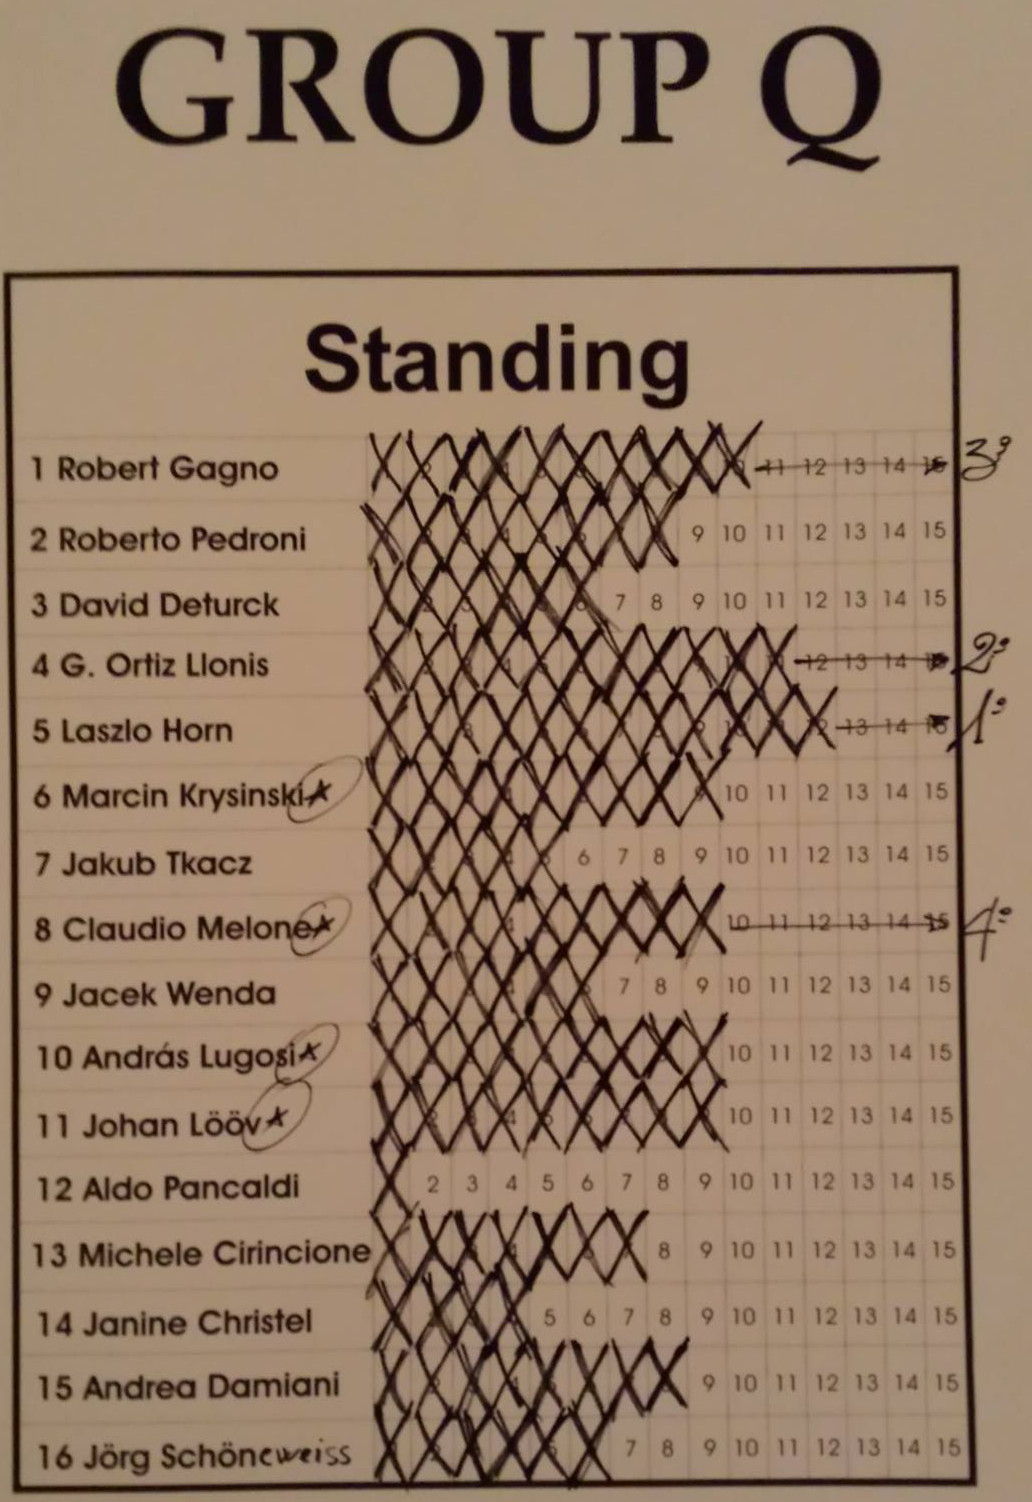 GROUP Q
Standing
1 Robert Gagno 11 12 13 14 15 3º
2 Roberto Pedroni 9 10 11 12 13 14 15
3 David Deturck 7 8 9 10 11 12 13 14 15
4 G. Ortiz Llonis 12 13 14 15 2º
5 Laszlo Horn 13 14 15 1º
6 Marcin Krysinski 10 11 12 13 14 15
7 Jakub Tkacz 6 7 8 9 10 11 12 13 14 15
8 Claudio Melone 10 11 12 13 14 15 4º
9 Jacek Wenda 7 8 9 10 11 12 13 14 15
10 András Lugosi 10 11 12 13 14 15
11 Johan Lööv 10 11 12 13 14 15
12 Aldo Pancaldi 2 3 4 5 6 7 8 9 10 11 12 13 14 15
13 Michele Cirincione 8 9 10 11 12 13 14 15
14 Janine Christel 5 6 7 8 9 10 11 12 13 14 15
15 Andrea Damiani 9 10 11 12 13 14 15
16 Jörg Schöneweiss 7 8 9 10 11 12 13 14 15